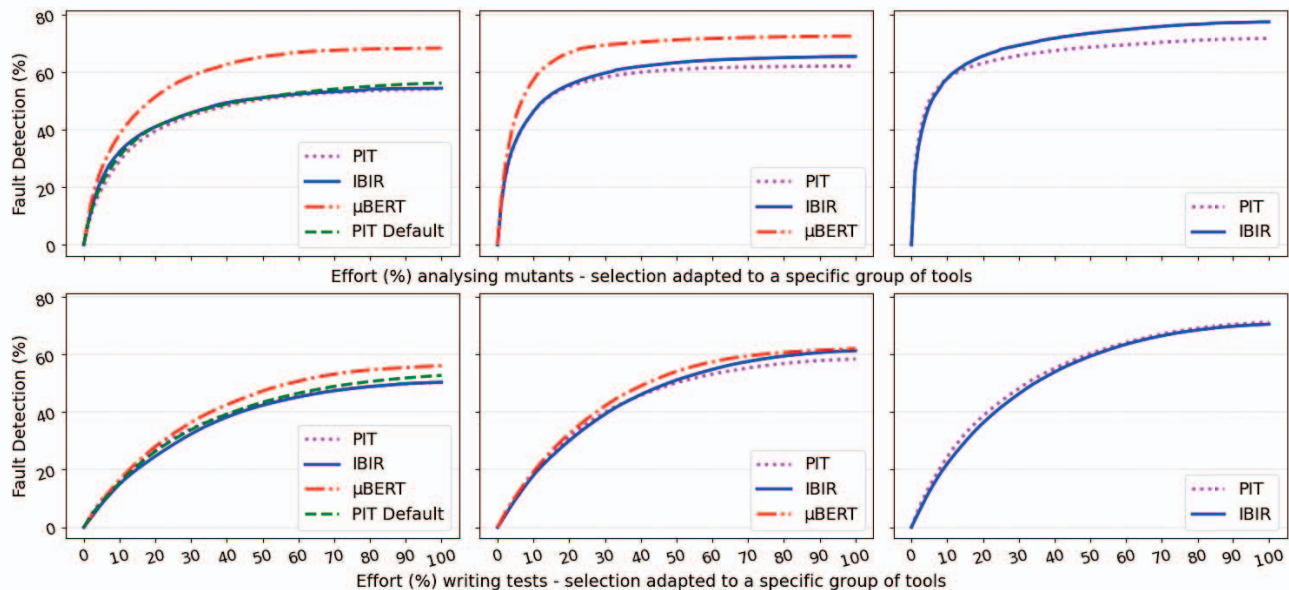 80
60
40
20
0
Fault Detection (%)
PIT
IBIR
µBERT
PIT Default
PIT
IBIR
µBERT
PIT
IBIR
Effort (%) analysing mutants - selection adapted to a specific group of tools
80
60
40
20
0
Fault Detection (%)
PIT
IBIR
µBERT
PIT Default
PIT
IBIR
µBERT
PIT
IBIR
0 10 20 30 40 50 60 70 80 90 100
0 10 20 30 40 50 60 70 80 90 100
0 10 20 30 40 50 60 70 80 90 100
Effort (%) writing tests - selection adapted to a specific group of tools